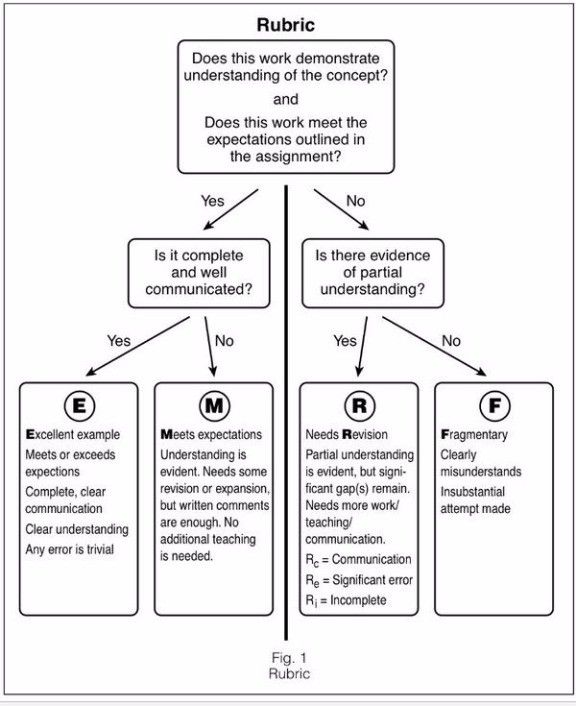 Rubric
Does this work demonstrate
understanding of the concept?
and
Does this work meet the
expectations outlined in
the assignment?
Yes
No
Is it complete
and well
communicated?
Is there evidence
of partial
understanding?
Yes
No
Yes
No
E
Excellent example
Meets or exceeds
expections
Complete, clear
communication
Clear understanding
Any error is trivial
M
Meets expectations
Understanding is
evident. Needs some
revision or expansion,
but written comments
are enough. No
additional teaching
is needed.
R
Needs Revision
Partial understanding
is evident, but signi-
ficant gap(s) remain.
Needs more work/
teaching/
communication.
Rc = Communication
Re = Significant error
Ri = Incomplete
F
Fragmentary
Clearly
misunderstands
Insubstantial
attempt made
Fig. 1
Rubric